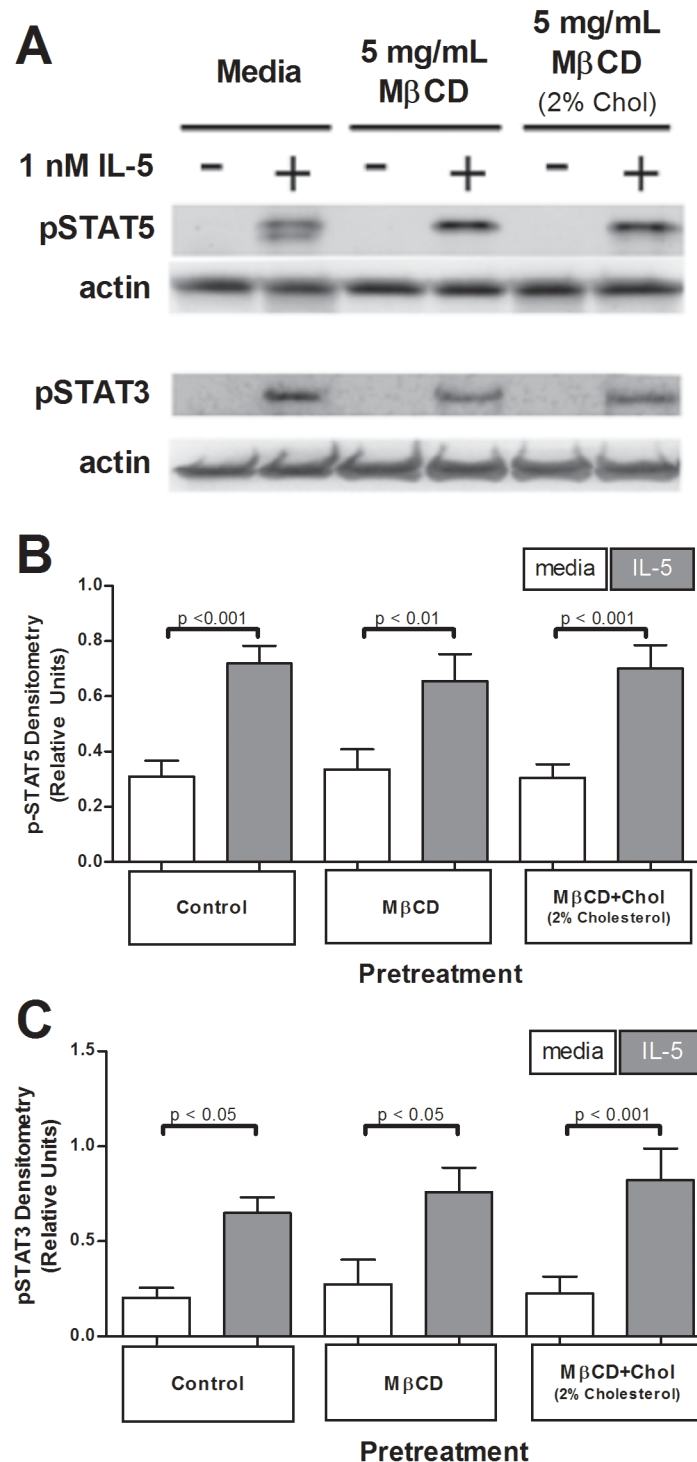 A
Media
5 mg/mL
MβCD
5 mg/mL
MβCD
(2% Chol)
1 nM IL-5
- + - + - +
pSTAT5
actin
pSTAT3
actin
B
media IL-5
p-STAT5 Densitometry
(Relative Units)
1.0
0.8
0.6
0.4
0.2
0.0
p <0.001
p < 0.01
p < 0.001
Control
MβCD
MβCD+Chol
(2% Cholesterol)
Pretreatment
C
media IL-5
pSTAT3 Densitometry
(Relative Units)
1.5
1.0
0.5
0.0
p < 0.05
p < 0.05
p < 0.001
Control
MβCD
MβCD+Chol
(2% Cholesterol)
Pretreatment